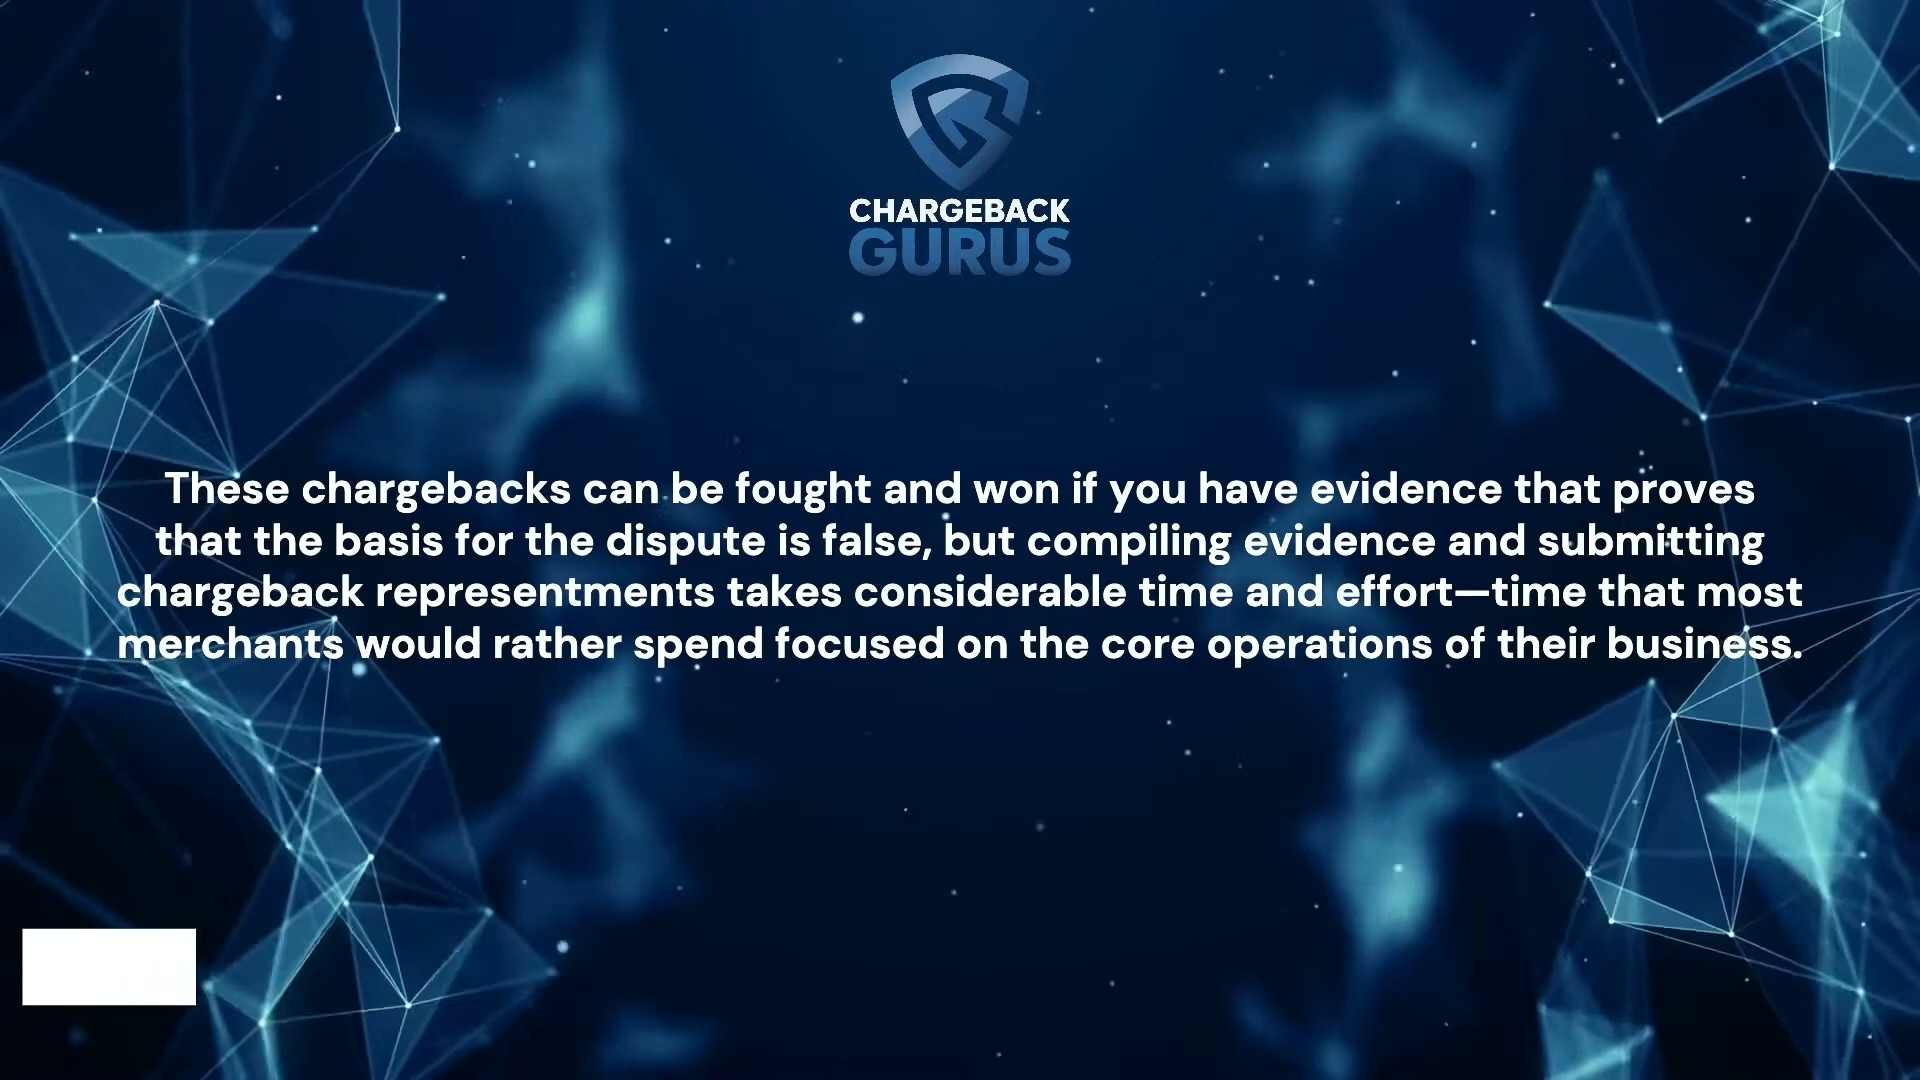 CHARGEBACK
GURUS
These chargebacks can be fought and won if you have evidence that proves
that the basis for the dispute is false, but compiling evidence and submitting
chargeback representments takes considerable time and effort—time that most
merchants would rather spend focused on the core operations of their business.